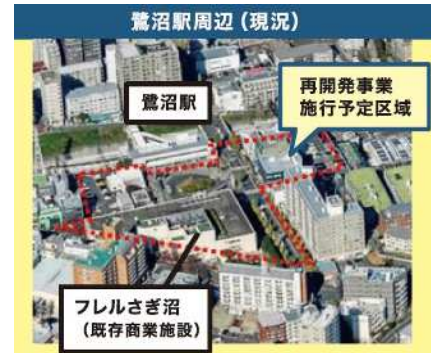 鷺沼駅周辺（現況）
鷺沼駅
再開発事業
施行予定区域
フレルさぎ沼
（既存商業施設）